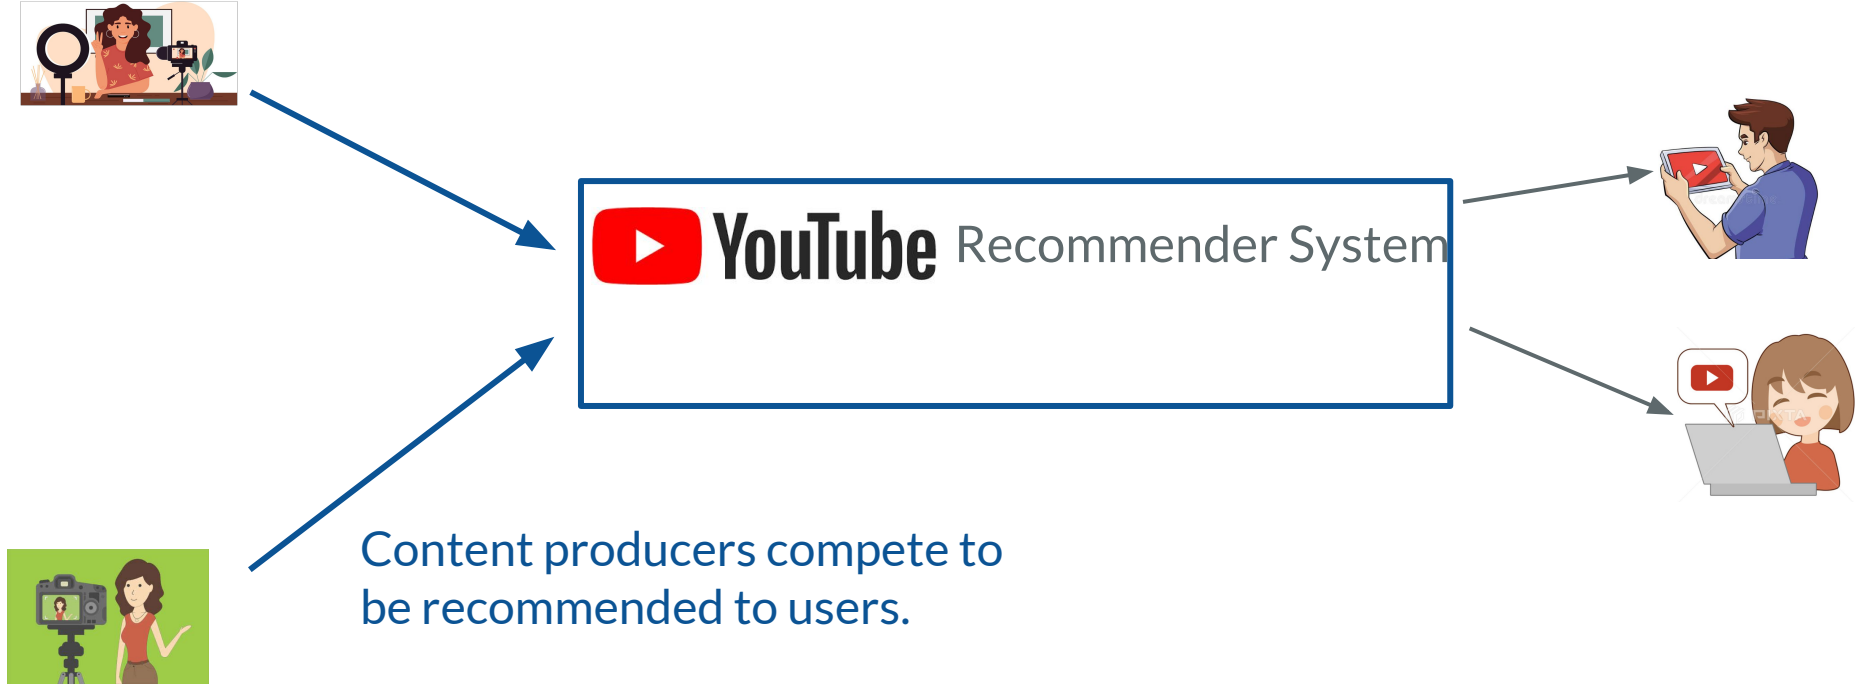 YouTube Recommender System
Content producers compete to
be recommended to users.